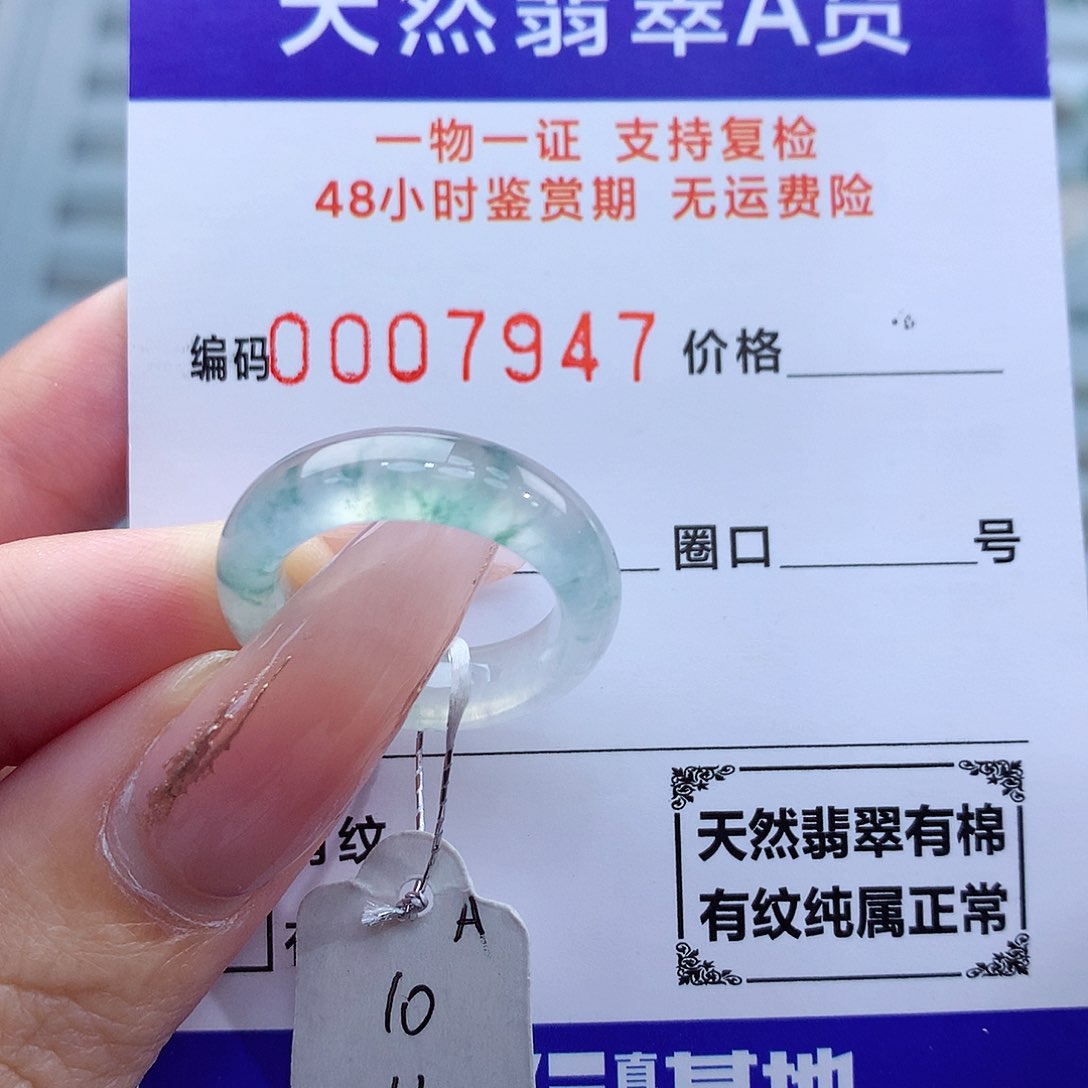 天然翡翠A货
一物一证 支持复检
48小时鉴赏期 无运费险
编码0007947 价格
圈口 号
纹
天然翡翠有棉
有纹纯属正常
A
10
基地